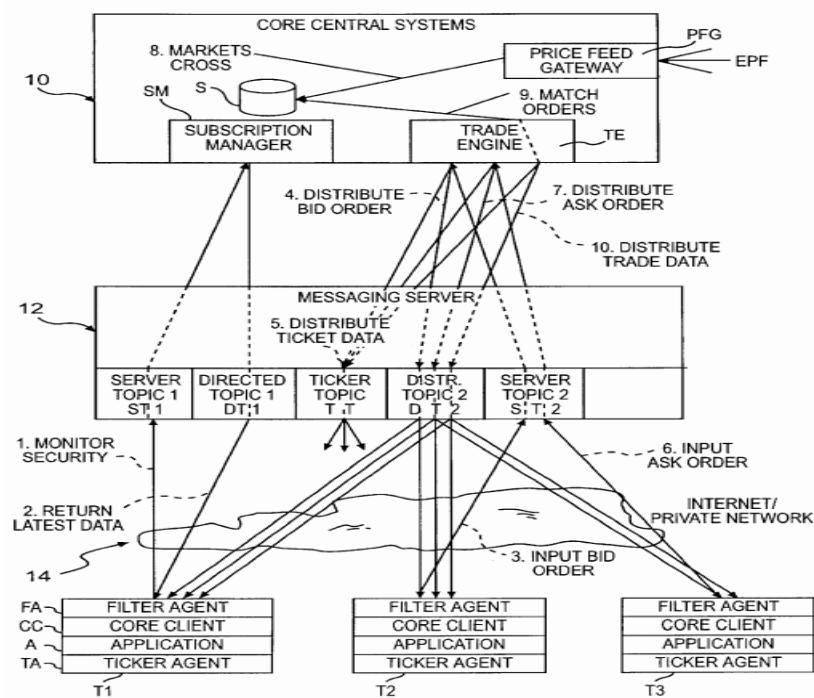 CORE CENTRAL SYSTEMS
8. MARKETS
CROSS
PFG
PRICE FEED
GATEWAY
EPF
10
SM
S
9. MATCH
ORDERS
SUBSCRIPTION
MANAGER
TRADE
ENGINE
TE
4. DISTRIBUTE
BID ORDER
7. DISTRIBUTE
ASK ORDER
10. DISTRIBUTE
TRADE DATA
MESSAGING SERVER
12
5. DISTRIBUTE
TICKET DATA
SERVER
TOPIC 1
ST 1
DIRECTED
TOPIC 1
DT 1
TICKER
TOPIC
T T
DISTR.
TOPIC 2
D T 2
SERVER
TOPIC 2
S T 2
1. MONITOR
SECURITY
6. INPUT
ASK ORDER
2. RETURN
LATEST DATA
INTERNET/
PRIVATE NETWORK
3. INPUT BID
ORDER
14
FA
FILTER AGENT
FILTER AGENT
FILTER AGENT
CC
CORE CLIENT
CORE CLIENT
CORE CLIENT
A
APPLICATION
APPLICATION
APPLICATION
TA
TICKER AGENT
TICKER AGENT
TICKER AGENT
T1
T2
T3